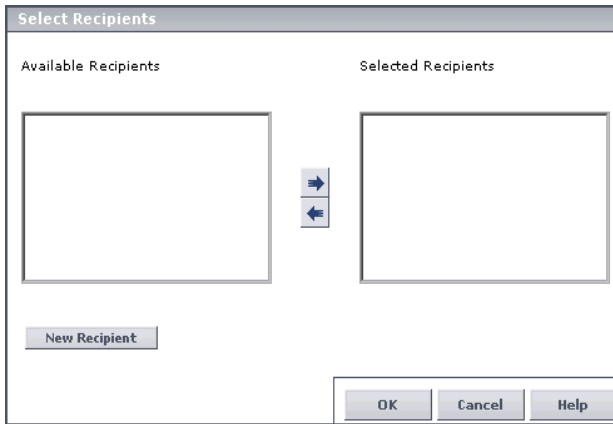 Select Recipients
Available Recipients
Selected Recipients
New Recipient
OK
Cancel
Help